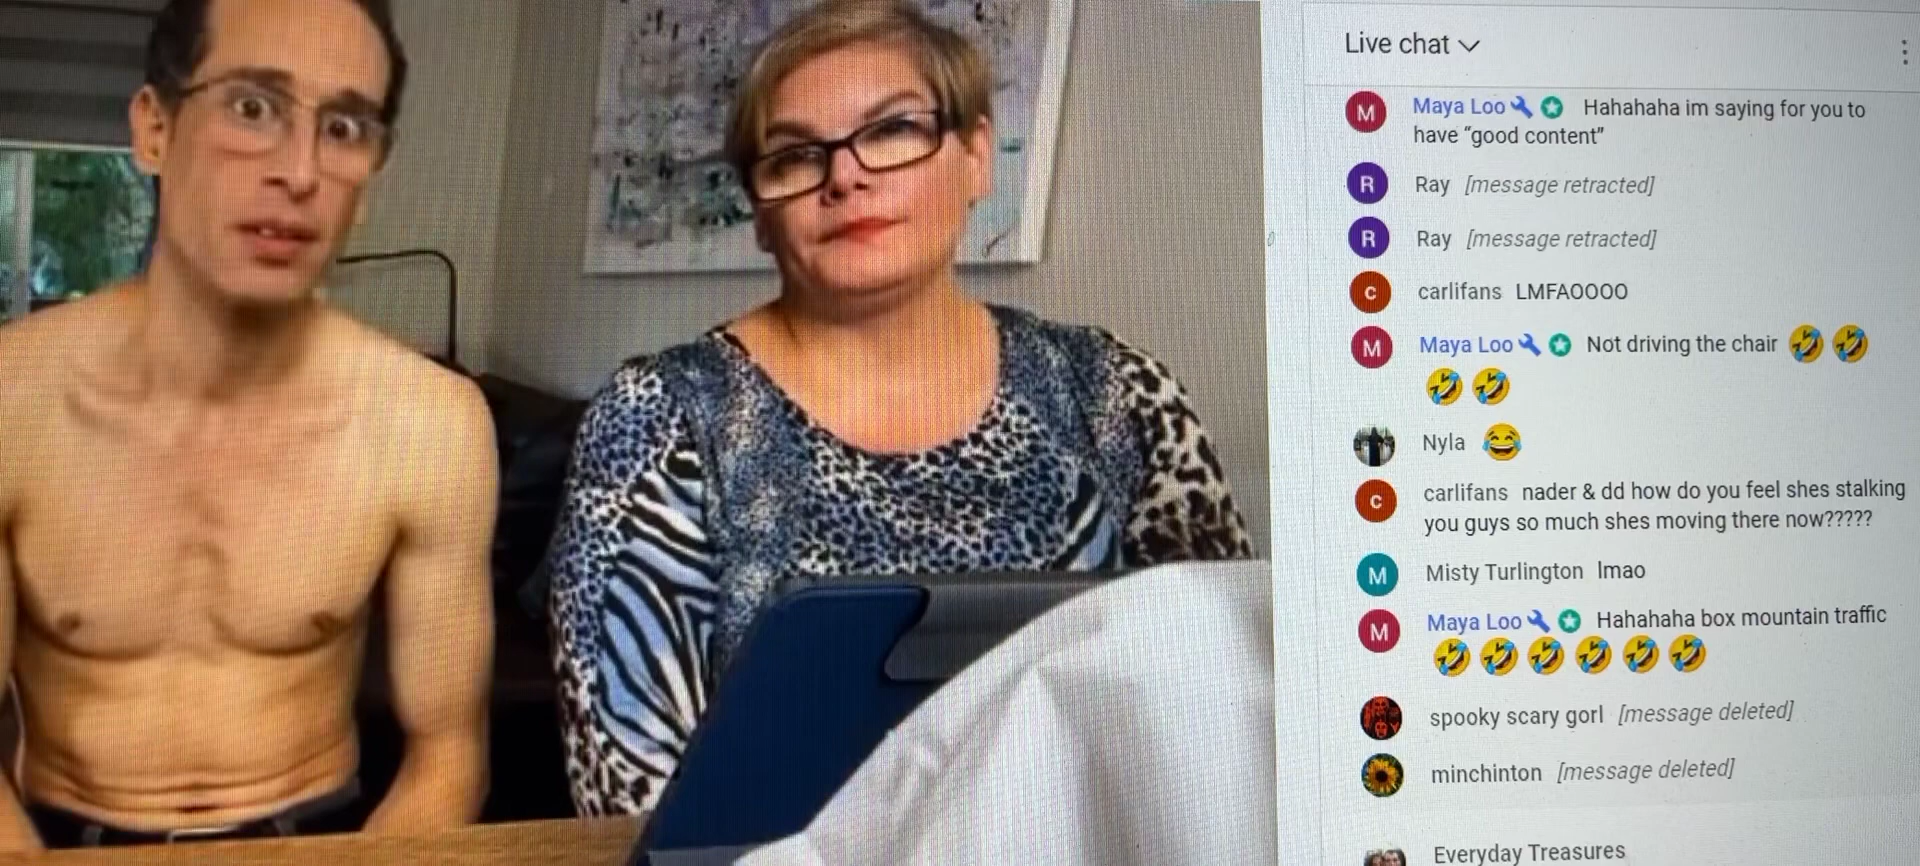 Live chat
M Maya Loo Hahahaha im saying for you to
have “good content”
R Ray [message retracted]
R Ray [message retracted]
c carlifans LMFAOOOO
M Maya Loo Not driving the chair 🤣 🤣
🤣 🤣
Nyla 😂
c carlifans nader & dd how do you feel shes stalking
you guys so much shes moving there now?????
M Misty Turlington lmao
M Maya Loo Hahahaha box mountain traffic
🤣 🤣 🤣 🤣 🤣 🤣
spooky scary gorl [message deleted]
minchinton [message deleted]
Everyday Treasures